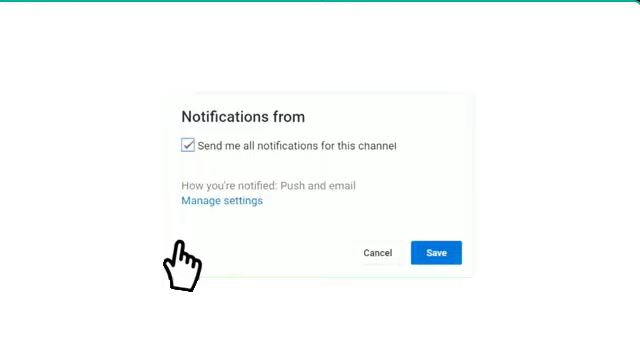 Notifications from
Send me all notifications for this channel
How you're notified: Push and email
Manage settings
Cancel
Save